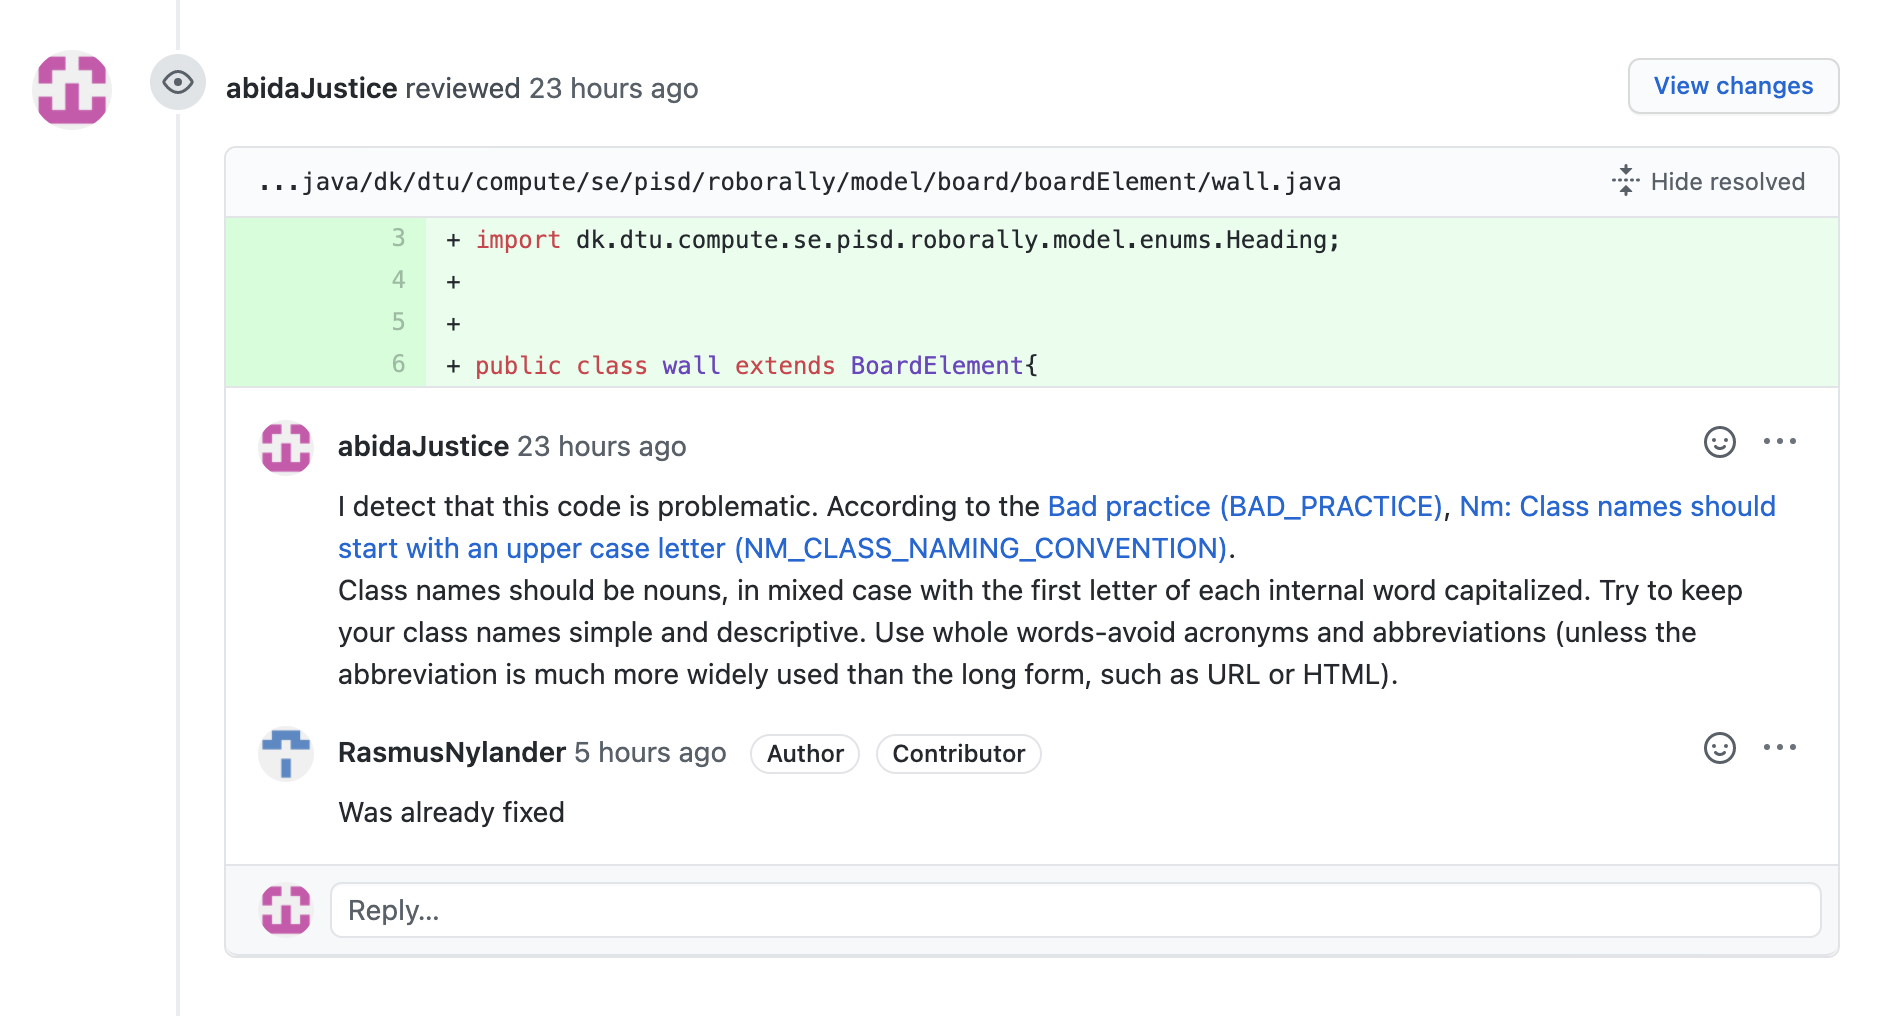 abidaJustice reviewed 23 hours ago
View changes
...java/dk/dtu/compute/se/pisd/roborally/model/board/boardElement/wall.java
Hide resolved
3 + import dk.dtu.compute.se.pisd.roborally.model.enums.Heading;
4 +
5 +
6 + public class wall extends BoardElement{
abidaJustice 23 hours ago
I detect that this code is problematic. According to the Bad practice (BAD_PRACTICE), Nm: Class names should
start with an upper case letter (NM_CLASS_NAMING_CONVENTION).
Class names should be nouns, in mixed case with the first letter of each internal word capitalized. Try to keep
your class names simple and descriptive. Use whole words-avoid acronyms and abbreviations (unless the
abbreviation is much more widely used than the long form, such as URL or HTML).
RasmusNylander 5 hours ago Author Contributor
Was already fixed
Reply...